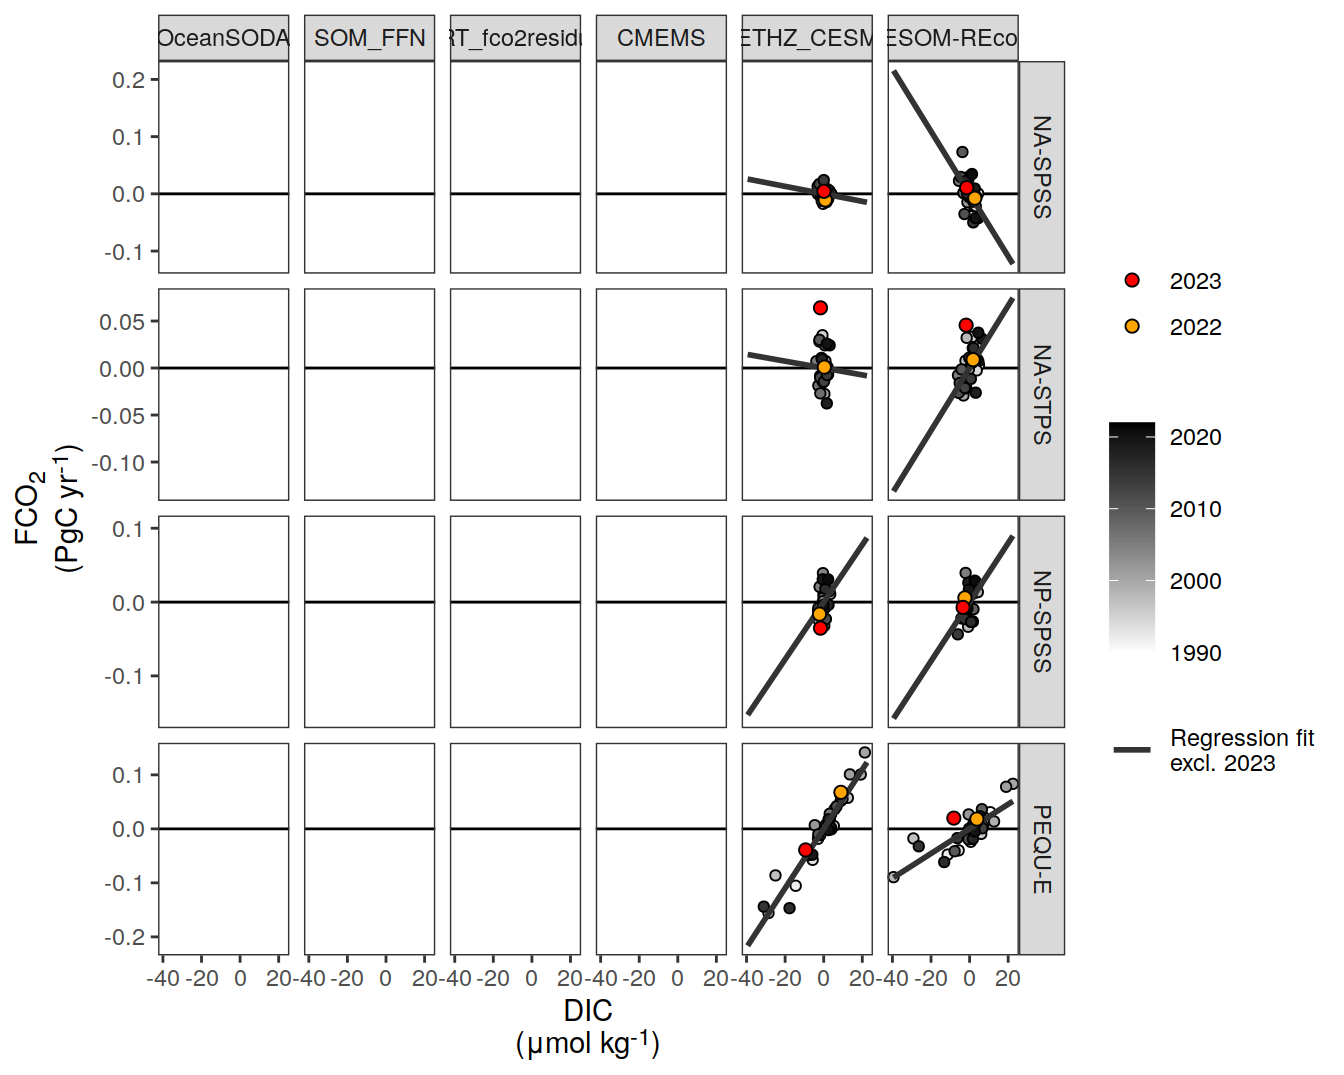 OceanSODA SOM_FFN RT_fco2residu CMEMS ETHZ_CESM ESOM-REco
0.2
0.1
0.0
-0.1
NA-SPSS
0.05
0.00
-0.05
-0.10
NA-STPS
0.1
0.0
-0.1
NP-SPSS
0.1
0.0
-0.1
-0.2
PEQU-E
-40 -20 0 20 -40 -20 0 20 -40 -20 0 20 -40 -20 0 20 -40 -20 0 20 -40 -20 0 20
DIC
(µmol kg⁻¹)
FCO₂
(PgC yr⁻¹)
2023
2022
2020
2010
2000
1990
Regression fit
excl. 2023